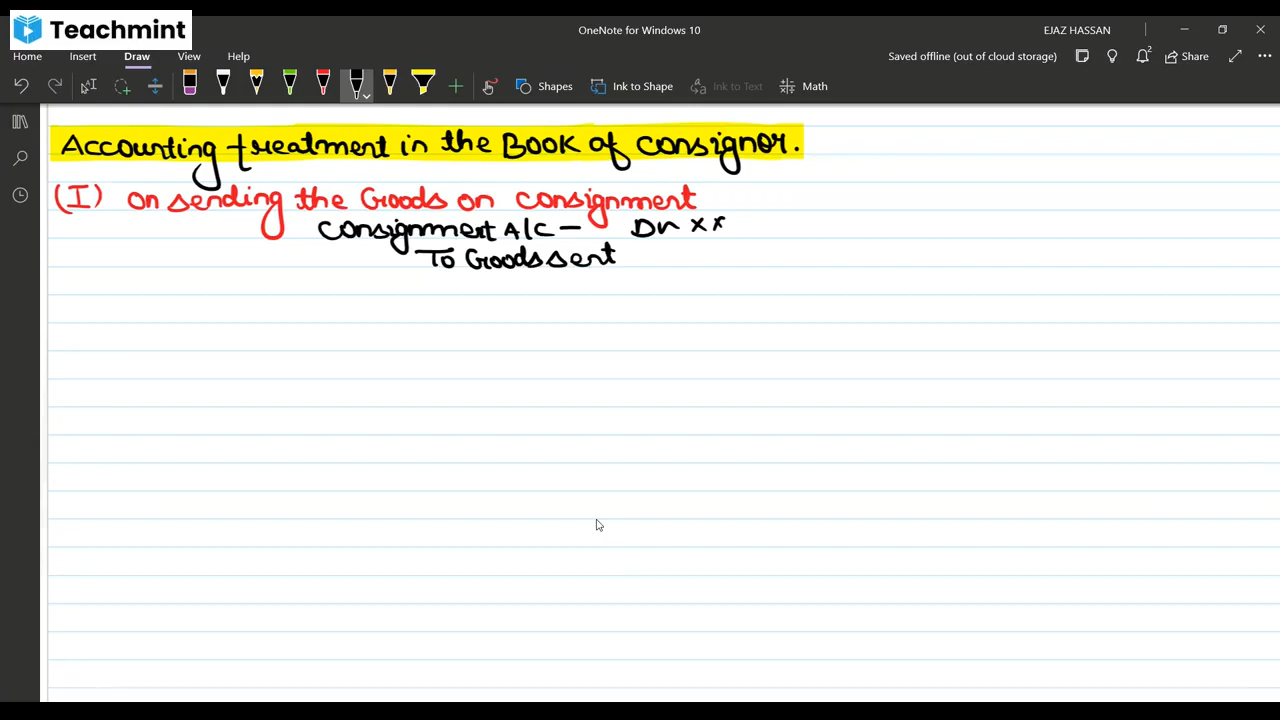 Teachmint
OneNote for Windows 10
EJAZ HASSAN
Home Insert Draw View Help
Saved offline (out of cloud storage)
2
Share
Shapes
Ink to Shape
Ink to Text
Math
Accounting treatment in the Book of consignor.
(I) on sending the Goods on consignment
Consignment A/C — Dr xx
To Goods sent